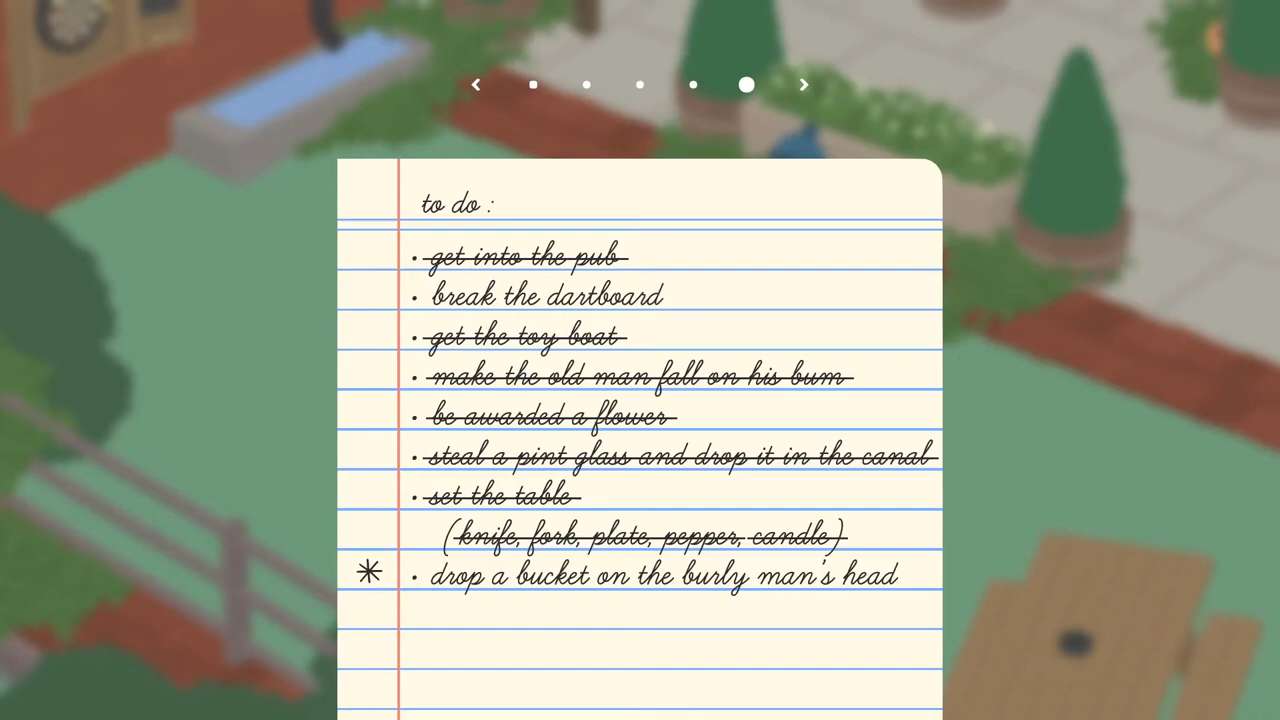 to do :
• get into the pub
• break the dartboard
• get the toy boat
• make the old man fall on his bum
• be awarded a flower
• steal a pint glass and drop it in the canal
• set the table
(knife, fork, plate, pepper, candle)
• drop a bucket on the burly man's head